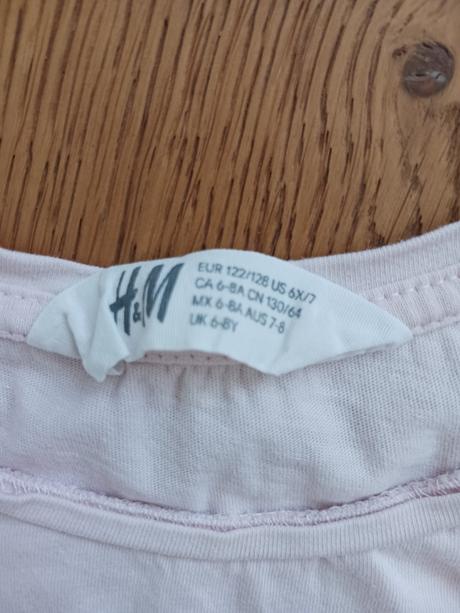 H&M
EUR 122/128 US 6X/7
CA 6-8A CN 130/64
MX 6-8A AUS 7-8
UK 6-8Y